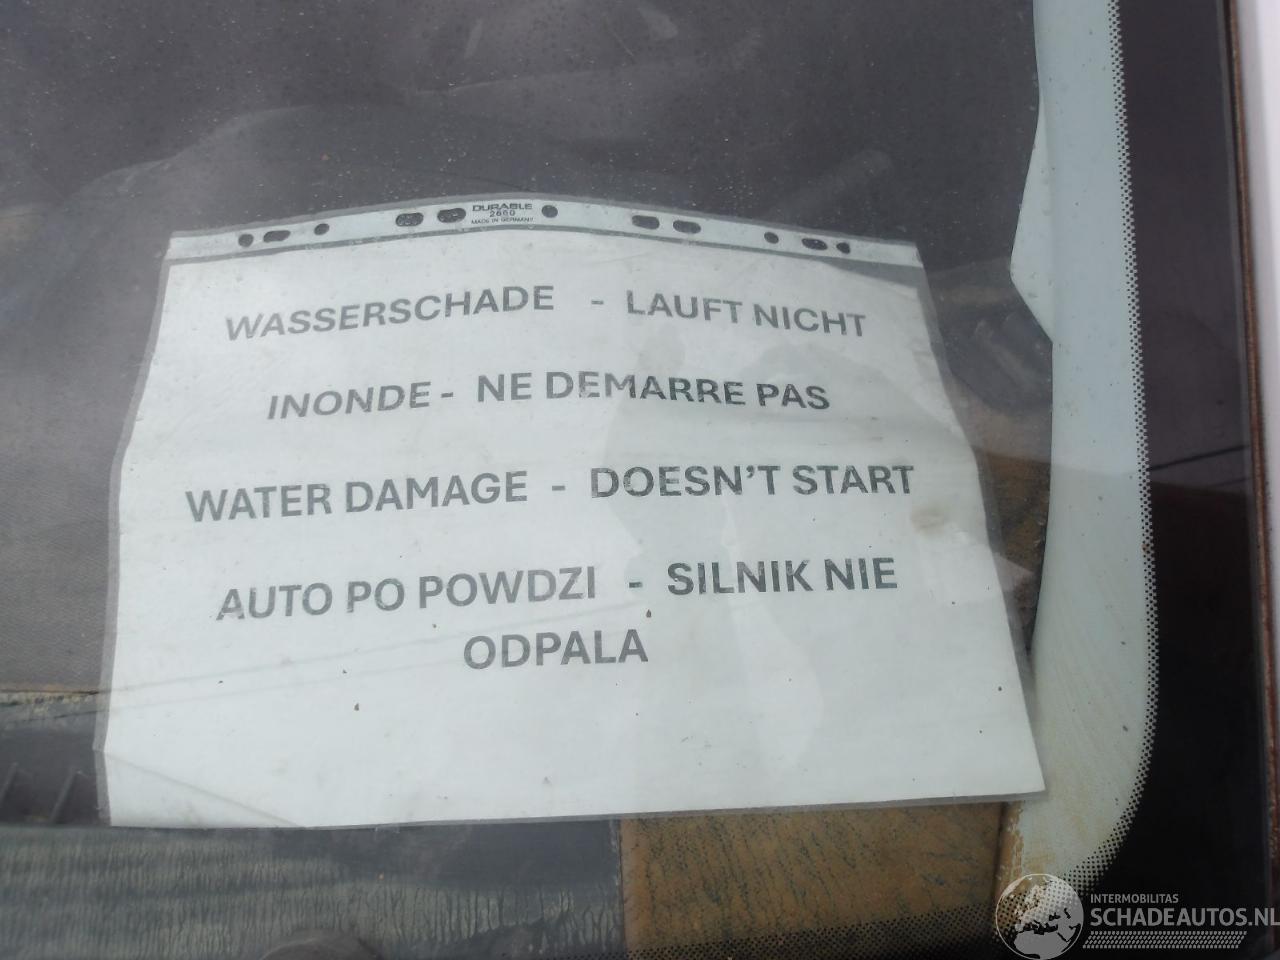 DURABLE
2660
MADE IN GERMANY
WASSERSCHADE - LAUFT NICHT
INONDE - NE DEMARRE PAS
WATER DAMAGE - DOESN'T START
AUTO PO POWDZI - SILNIK NIE
ODPALA
INTERMOBILITAS
SCHADEAUTOS.NL